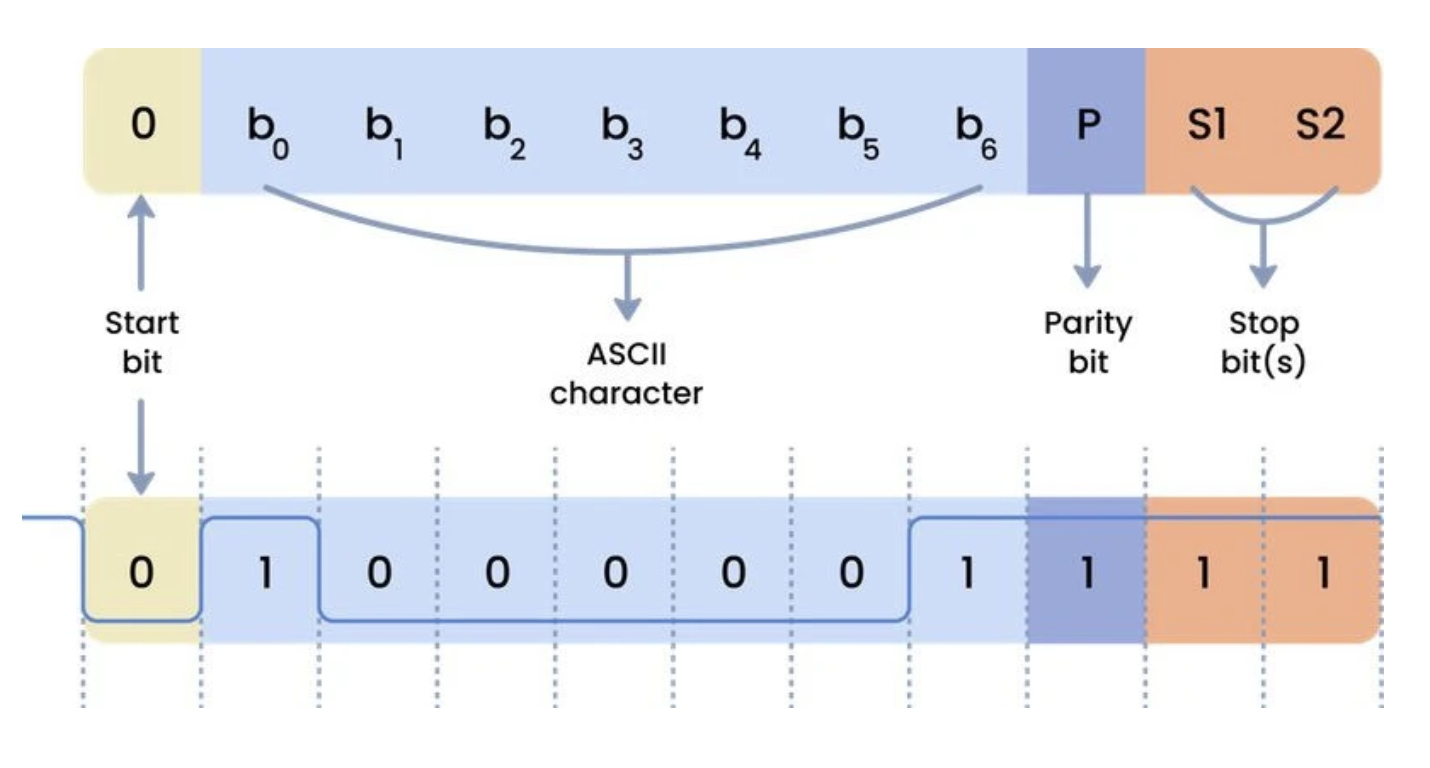 0 b₀ b₁ b₂ b₃ b₄ b₅ b₆ P S1 S2
Start
bit
ASCII
character
Parity
bit
Stop
bit(s)
0 1 0 0 0 0 0 1 1 1 1